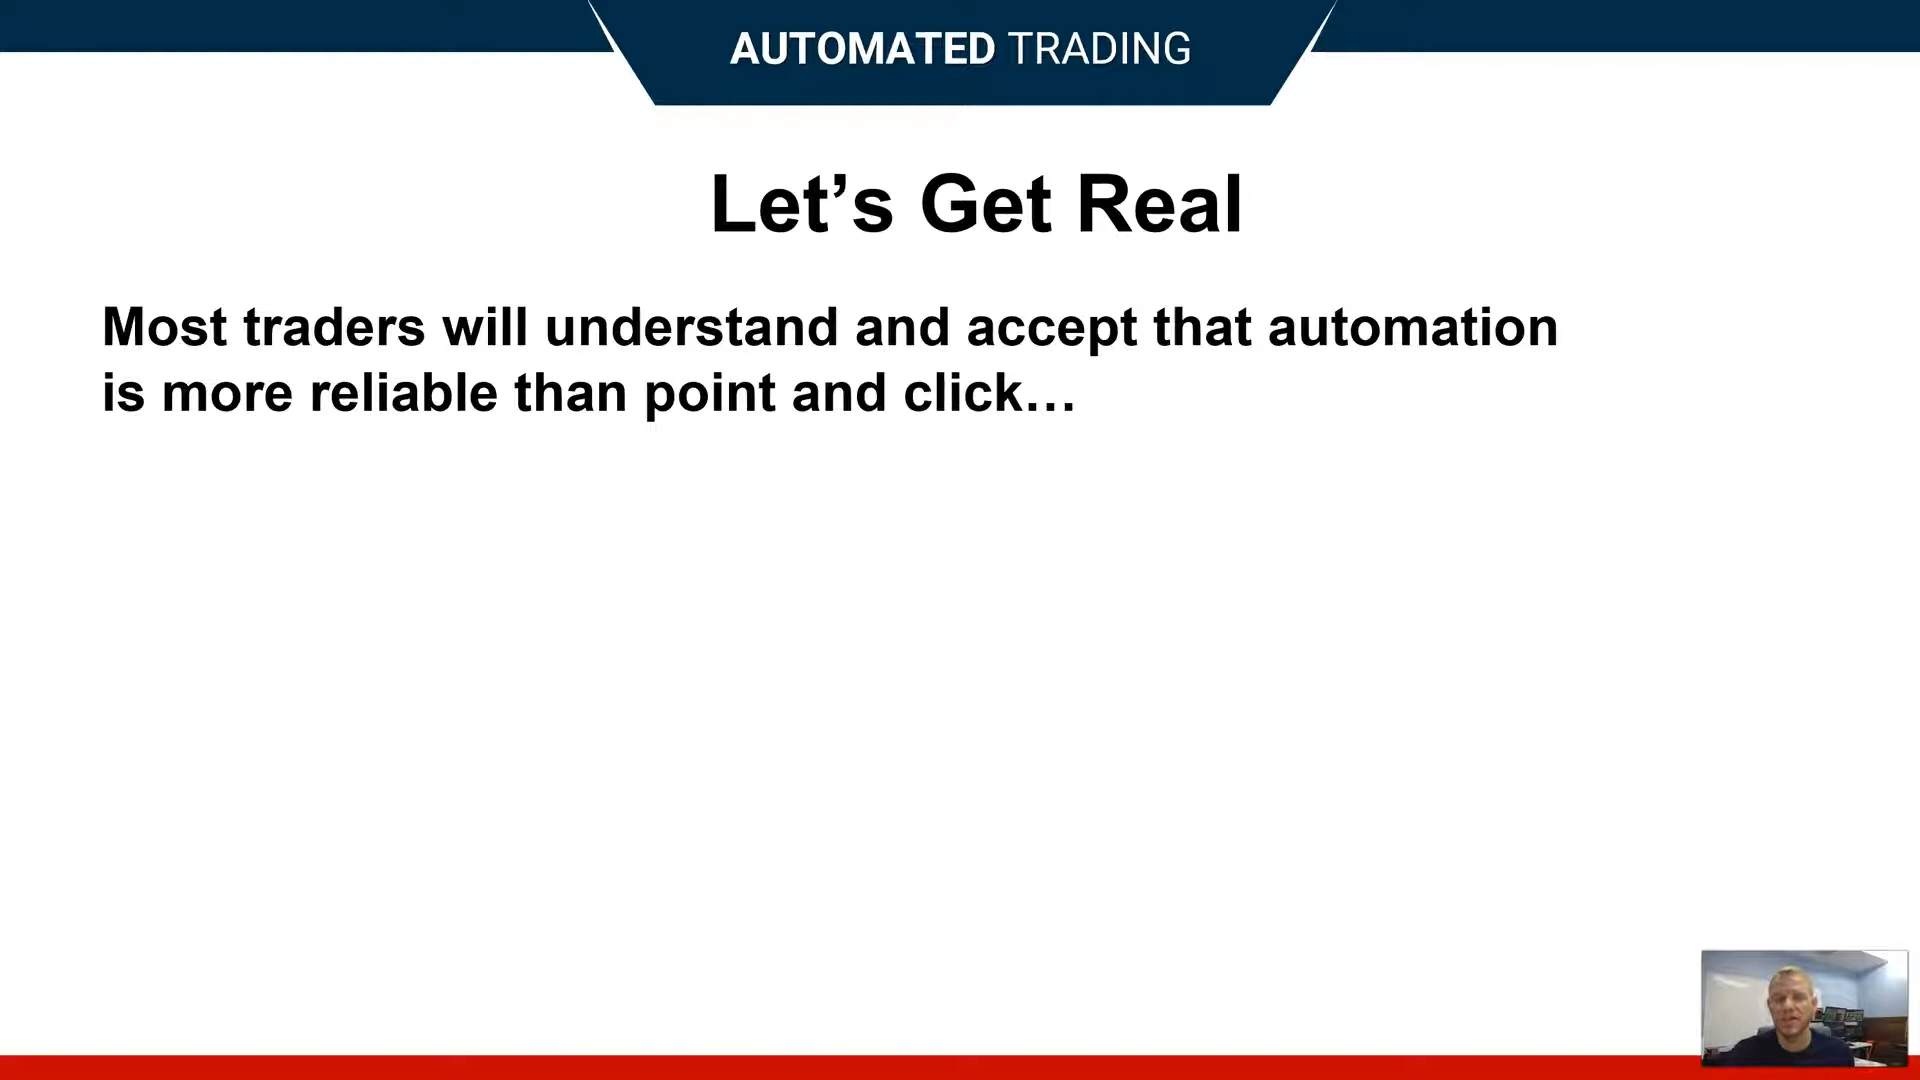 AUTOMATED TRADING
Let’s Get Real
Most traders will understand and accept that automation
is more reliable than point and click…